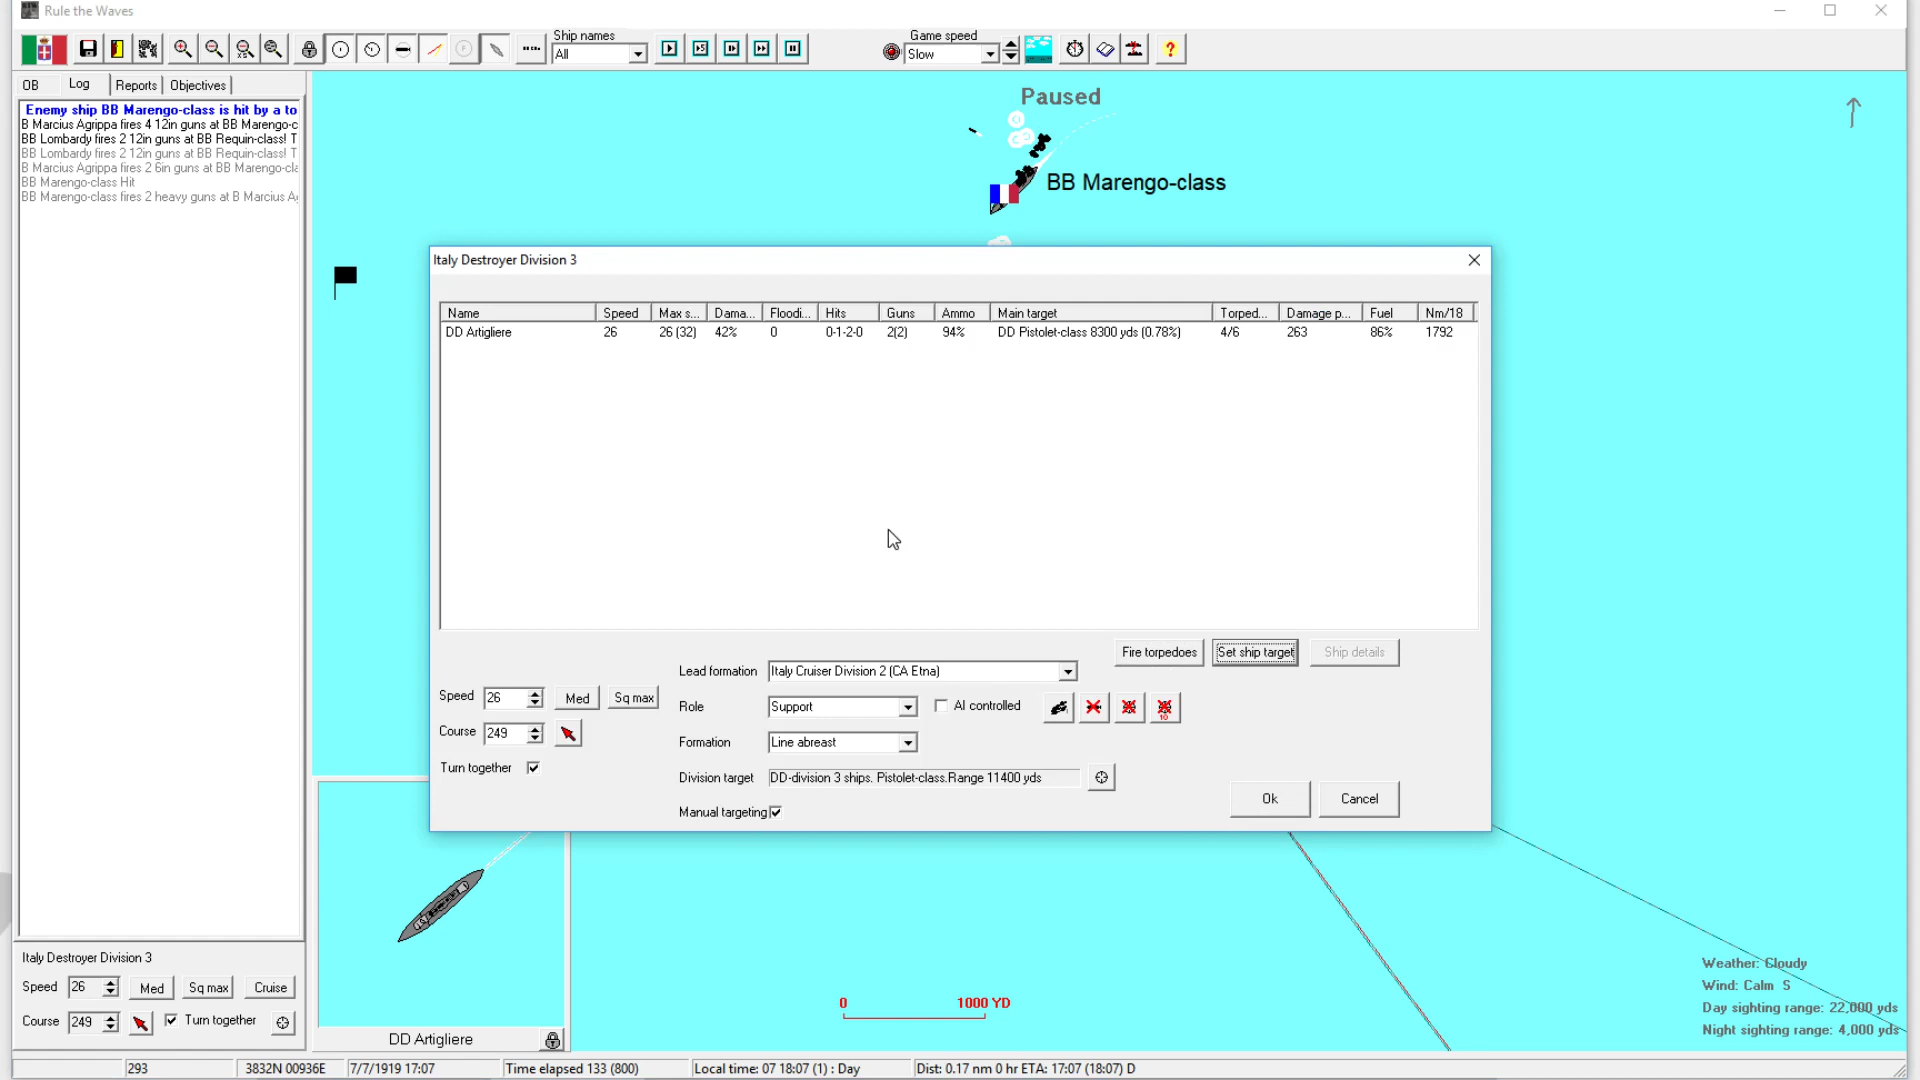 Rule the Waves
Ship names
All
Game speed
Slow
OB
Log
Reports
Objectives
Enemy ship BB Marengo-class is hit by a to
B Marcius Agrippa fires 4 12in guns at BB Marengo-c
BB Lombardy fires 2 12in guns at BB Requin-class! T
BB Lombardy fires 2 12in guns at BB Requin-class! T
B Marcius Agrippa fires 2 6in guns at BB Marengo-cla
BB Marengo-class Hit
BB Marengo-class fires 2 heavy guns at B Marcius Ag
Paused
BB Marengo-class
Italy Destroyer Division 3
Name Speed Max s... Dama... Floodi... Hits Guns Ammo Main target Torped... Damage p... Fuel Nm/18
DD Artigliere 26 26 (32) 42% 0 0-1-2-0 2(2) 94% DD Pistolet-class 8300 yds (0.78%) 4/6 263 86% 1792
Fire torpedoes
Set ship target
Ship details
Lead formation Italy Cruiser Division 2 (CA Etna)
Speed 26 Med Sq max
Role Support AI controlled
10
Course 249
Formation Line abreast
Turn together
Division target DD-division 3 ships. Pistolet-class.Range 11400 yds
Manual targeting
Ok
Cancel
Italy Destroyer Division 3
Speed 26 Med Sq max Cruise
Course 249 Turn together
DD Artigliere
0 1000 YD
Weather: Cloudy
Wind: Calm S
Day sighting range: 22,000 yds
Night sighting range: 4,000 yds
293 3832N 00936E 7/7/1919 17:07 Time elapsed 133 (800) Local time: 07 18:07 (1) : Day Dist: 0.17 nm 0 hr ETA: 17:07 (18:07) D